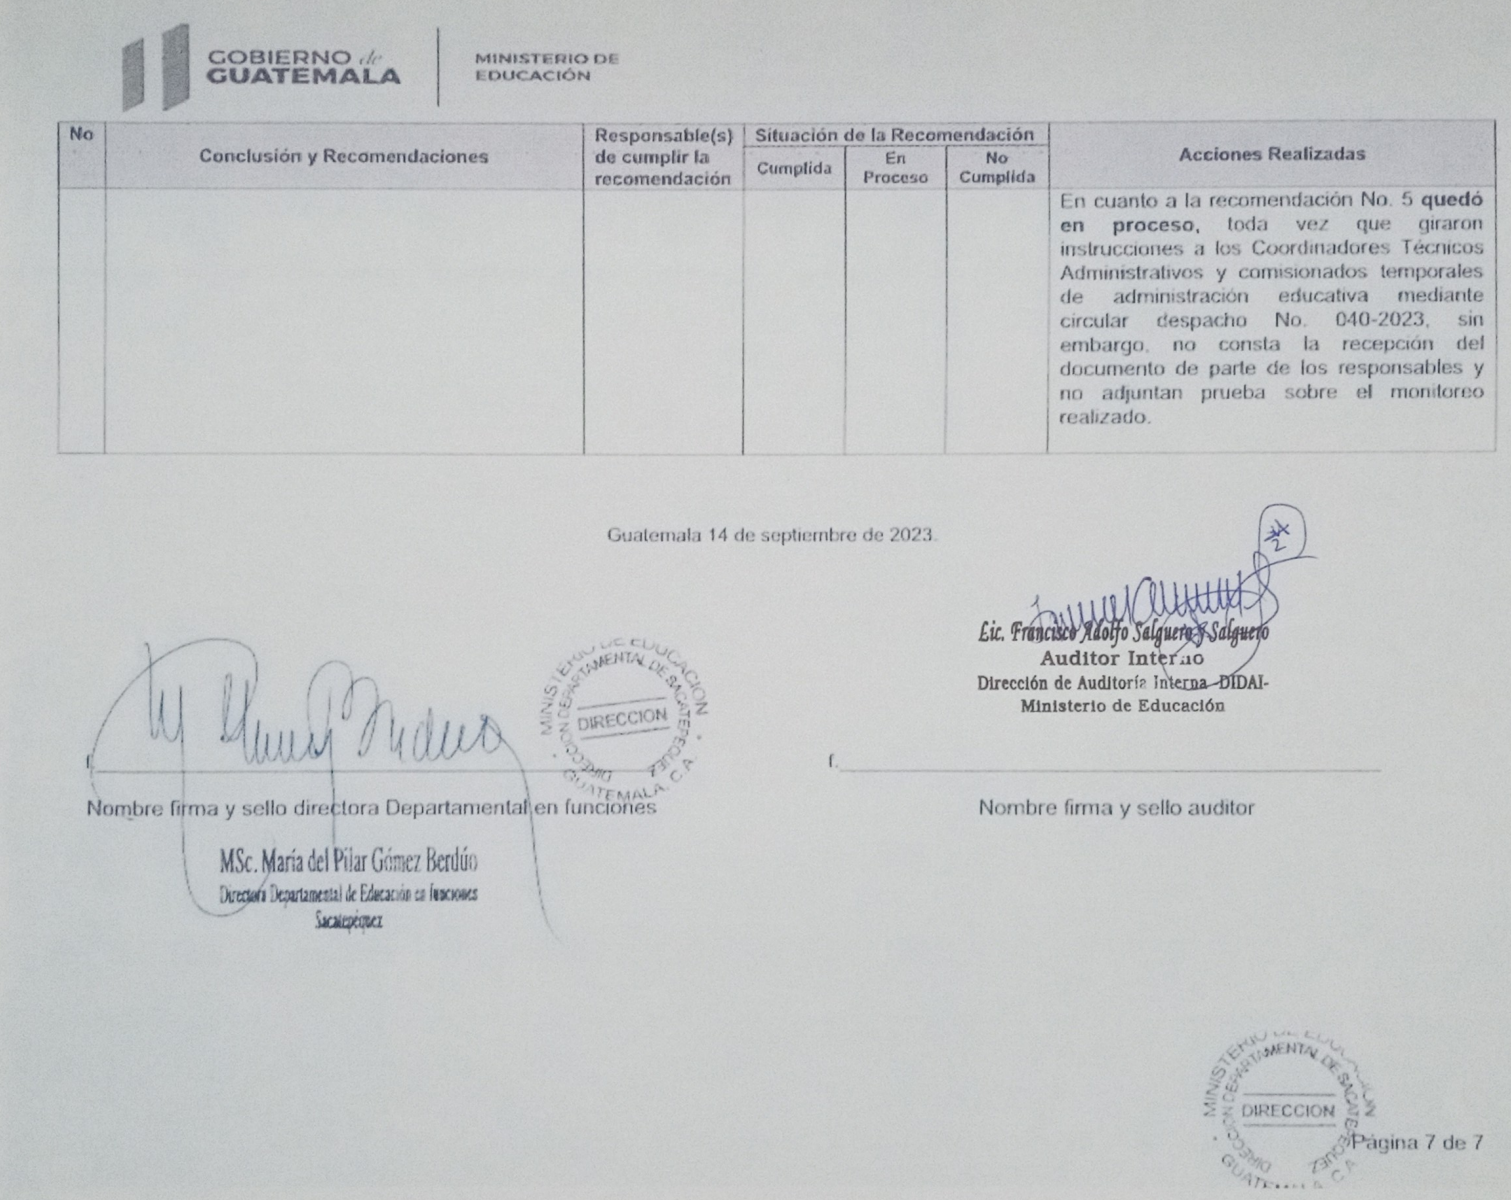 GOBIERNO de
GUATEMALA
MINISTERIO DE
EDUCACIÓN
No
Conclusión y Recomendaciones
Responsable(s)
de cumplir la
recomendación
Situación de la Recomendación
Cumplida
En
Proceso
No
Cumplida
Acciones Realizadas
En cuanto a la recomendación No. 5 quedó
en proceso, toda vez que giraron
instrucciones a los Coordinadores Técnicos
Administrativos y comisionados temporales
de administración educativa mediante
circular despacho No. 040-2023, sin
embargo, no consta la recepción del
documento de parte de los responsables y
no adjuntan prueba sobre el monitoreo
realizado.
Guatemala 14 de septiembre de 2023.
Lic. Francisco Adolfo Salguero y Salguero
Auditor Interno
Dirección de Auditoría Interna -DIDAI-
Ministerio de Educación
MINISTERIO DE EDUCACION
DIRECCION DEPARTAMENTAL DE SACATEPEQUEZ
DIRECCION
GUATEMALA, C.A.
f.
f.
Nombre firma y sello directora Departamental en funciones
Nombre firma y sello auditor
MSc. María del Pilar Gómez Berdúo
Directora Departamental de Educación en funciones
Sacatepéquez
MINISTERIO DE EDUCACION
DIRECCION DEPARTAMENTAL DE SACATEPEQUEZ
DIRECCION
Página 7 de 7